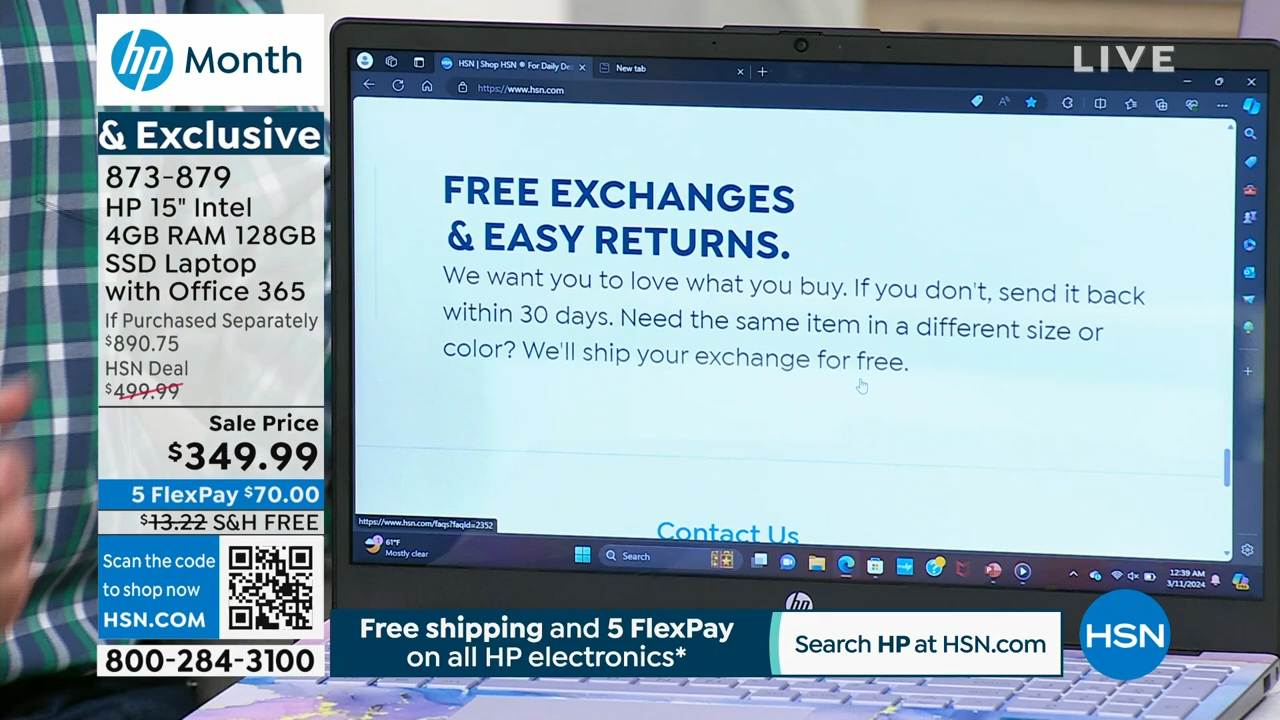 hp Month
& Exclusive
873-879
HP 15" Intel
4GB RAM 128GB
SSD Laptop
with Office 365
If Purchased Separately
$890.75
HSN Deal
$499.99
Sale Price
$349.99
5 FlexPay $70.00
$13.22 S&H FREE
Scan the code
to shop now
HSN.COM
800-284-3100
LIVE
HSN | Shop HSN ® For Daily De
New tab
https://www.hsn.com
FREE EXCHANGES
& EASY RETURNS.
We want you to love what you buy. If you don't, send it back
within 30 days. Need the same item in a different size or
color? We'll ship your exchange for free.
Contact Us
https://www.hsn.com/faqs?faqId=2352
61°F
Mostly clear
Search
12:39 AM
3/11/2024
hp
Free shipping and 5 FlexPay
on all HP electronics*
Search HP at HSN.com
HSN